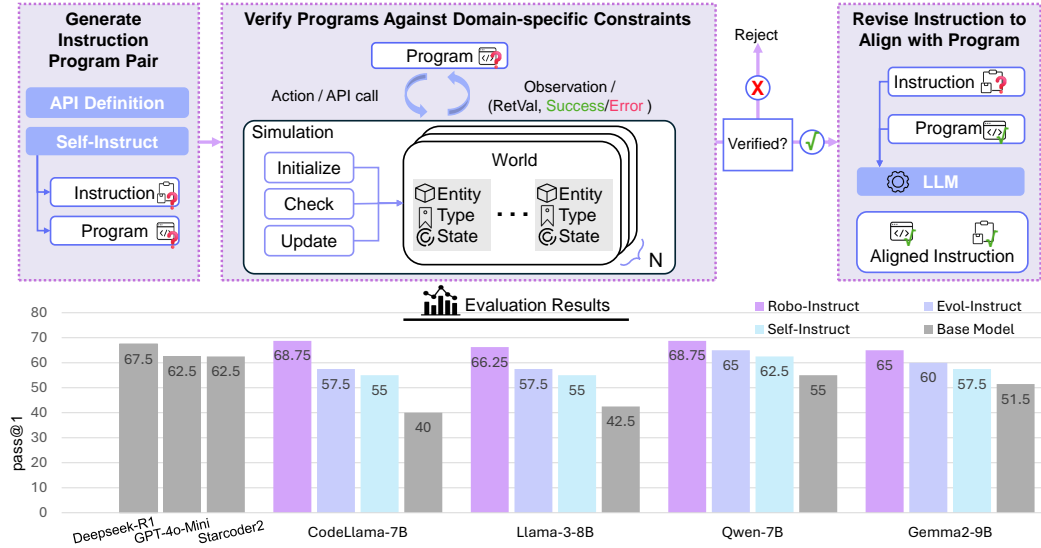 Generate
Instruction
Program Pair
API Definition
Self-Instruct
Instruction
Program
Verify Programs Against Domain-specific Constraints
Program
Action / API call
Observation /
(RetVal, Success/Error )
Simulation
Initialize
Check
Update
World
Entity
Type
State
...
Entity
Type
State
N
Reject
X
Verified?
√
Revise Instruction to
Align with Program
Instruction
Program
LLM
Aligned Instruction
Evaluation Results
Robo-Instruct
Evol-Instruct
Self-Instruct
Base Model
pass@1
80
70
60
50
40
30
20
10
0
67.5
62.5
62.5
68.75
57.5
55
40
66.25
57.5
55
42.5
68.75
65
62.5
55
65
60
57.5
51.5
Deepseek-R1
GPT-4o-Mini
Starcoder2
CodeLlama-7B
Llama-3-8B
Qwen-7B
Gemma2-9B